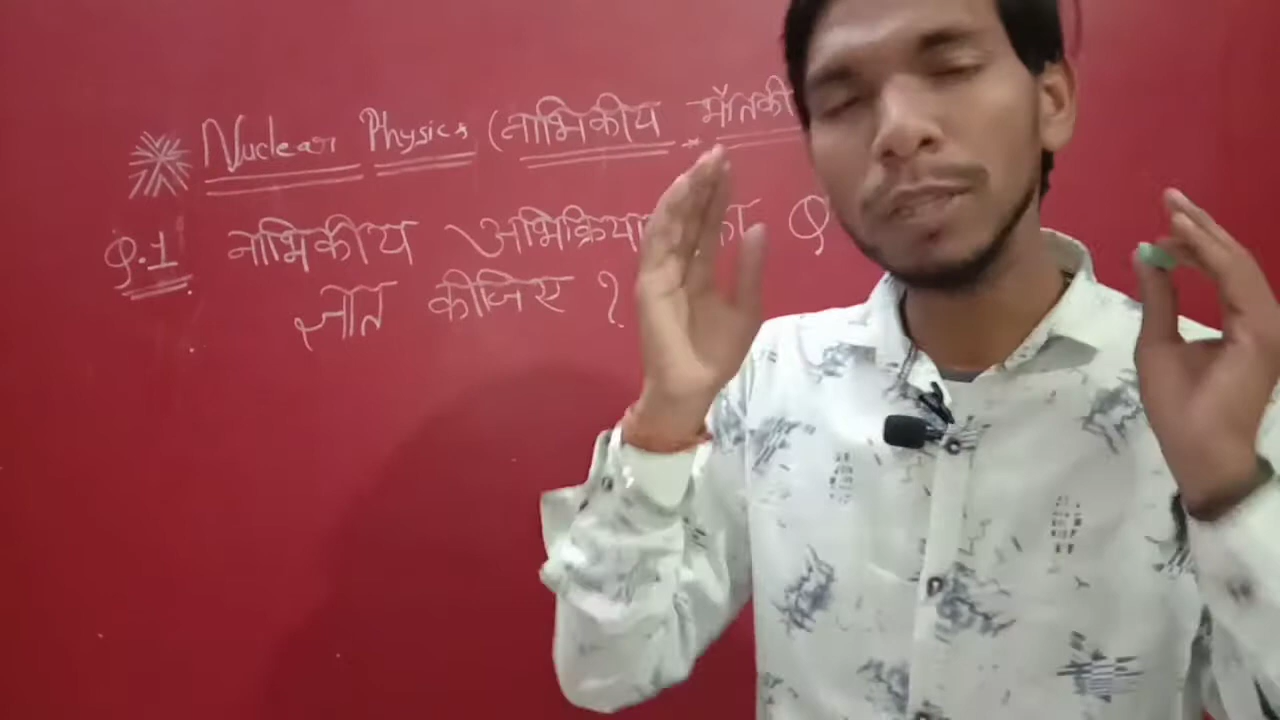 Nuclear Physics (नाभिकीय भौतिकी
Q.1 नाभिकीय अभिक्रिया का Q
ज्ञात कीजिए ?